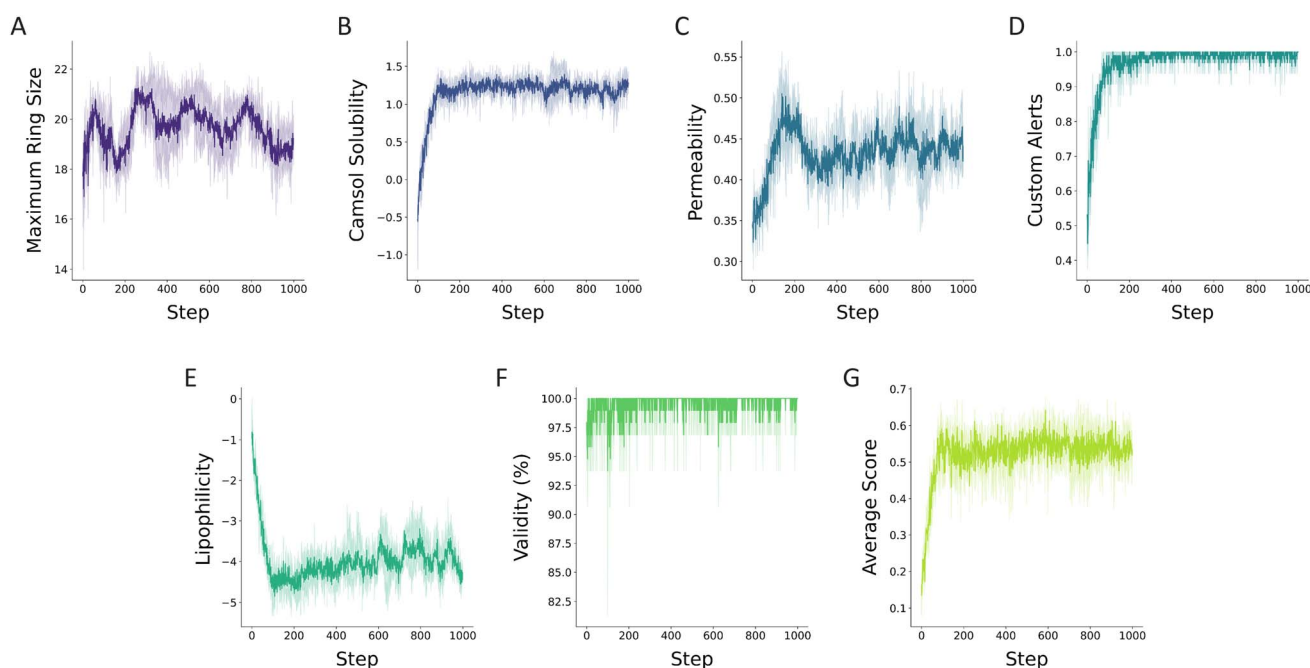 A
Maximum Ring Size
22
20
18
16
14
0 200 400 600 800 1000
Step
B
Camsol Solubility
1.5
1.0
0.5
0.0
−0.5
−1.0
0 200 400 600 800 1000
Step
C
Permeability
0.55
0.50
0.45
0.40
0.35
0.30
0 200 400 600 800 1000
Step
D
Custom Alerts
1.0
0.9
0.8
0.7
0.6
0.5
0.4
0 200 400 600 800 1000
Step
E
Lipophilicity
0
−1
−2
−3
−4
−5
0 200 400 600 800 1000
Step
F
Validity (%)
100.0
97.5
95.0
92.5
90.0
87.5
85.0
82.5
0 200 400 600 800 1000
Step
G
Average Score
0.7
0.6
0.5
0.4
0.3
0.2
0.1
0 200 400 600 800 1000
Step